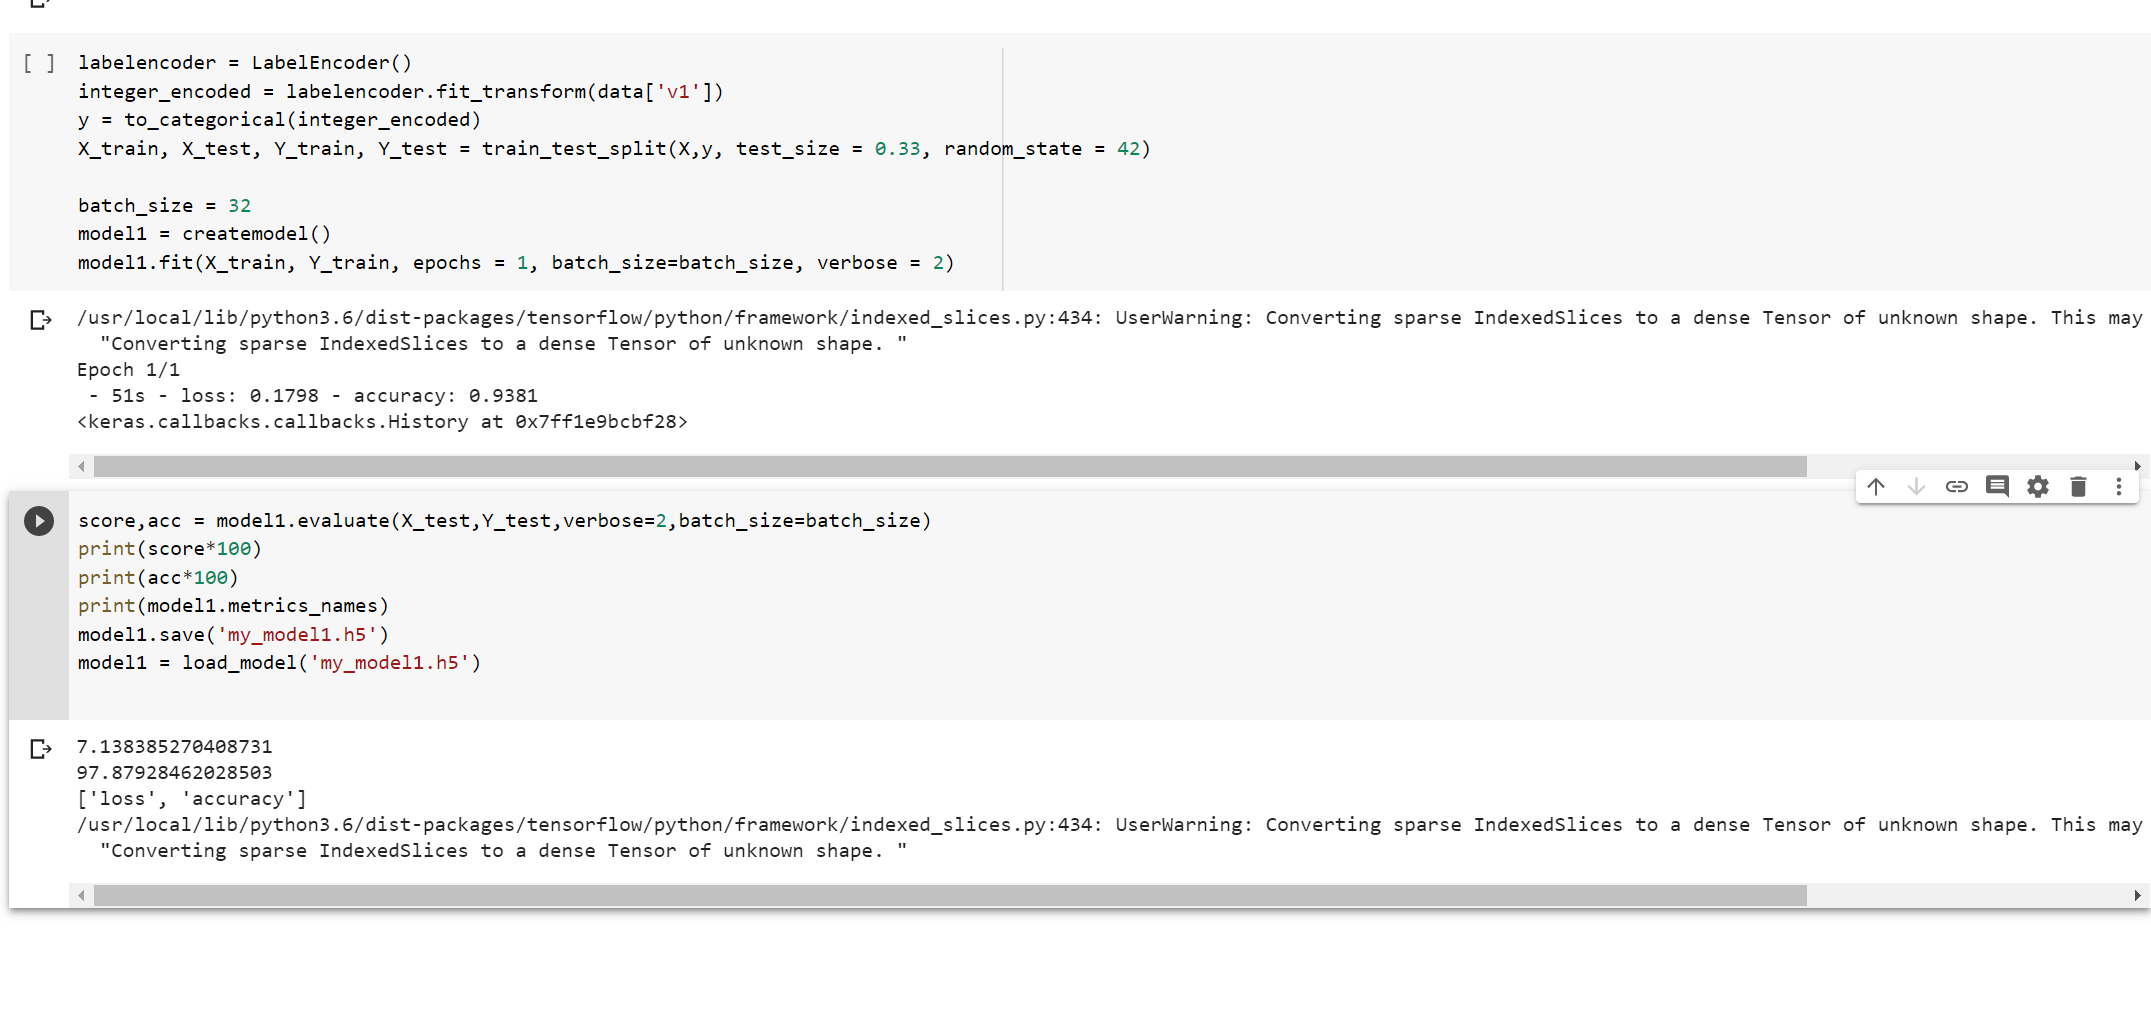 [ ] labelencoder = LabelEncoder()
integer_encoded = labelencoder.fit_transform(data['v1'])
y = to_categorical(integer_encoded)
X_train, X_test, Y_train, Y_test = train_test_split(X,y, test_size = 0.33, random_state = 42)
batch_size = 32
model1 = createmodel()
model1.fit(X_train, Y_train, epochs = 1, batch_size=batch_size, verbose = 2)
/usr/local/lib/python3.6/dist-packages/tensorflow/python/framework/indexed_slices.py:434: UserWarning: Converting sparse IndexedSlices to a dense Tensor of unknown shape. This may
"Converting sparse IndexedSlices to a dense Tensor of unknown shape. "
Epoch 1/1
- 51s - loss: 0.1798 - accuracy: 0.9381
<keras.callbacks.callbacks.History at 0x7ff1e9bcbf28>
score,acc = model1.evaluate(X_test,Y_test,verbose=2,batch_size=batch_size)
print(score*100)
print(acc*100)
print(model1.metrics_names)
model1.save('my_model1.h5')
model1 = load_model('my_model1.h5')
7.138385270408731
97.87928462028503
['loss', 'accuracy']
/usr/local/lib/python3.6/dist-packages/tensorflow/python/framework/indexed_slices.py:434: UserWarning: Converting sparse IndexedSlices to a dense Tensor of unknown shape. This may
"Converting sparse IndexedSlices to a dense Tensor of unknown shape. "